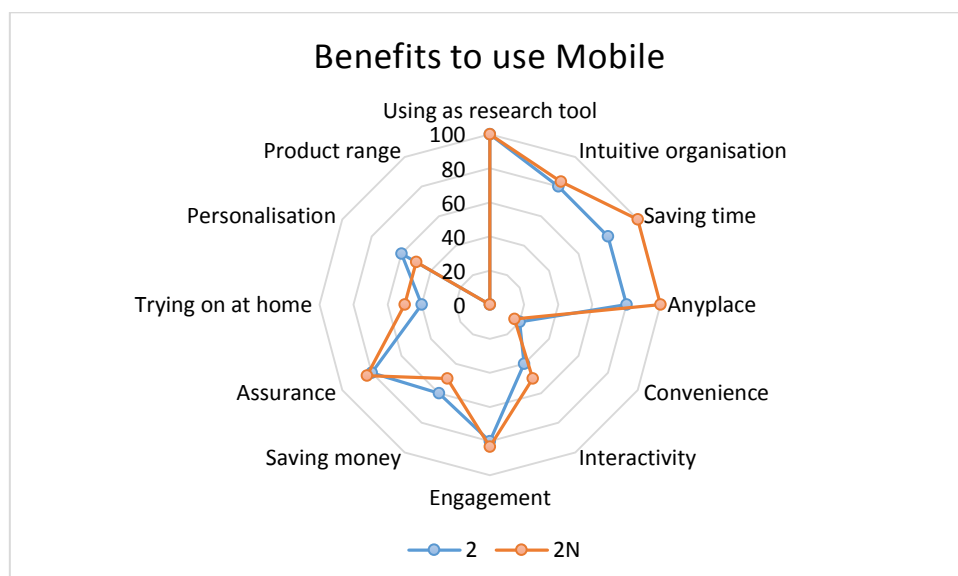 Benefits to use Mobile
Using as research tool
100
Product range
Intuitive organisation
80
60
Personalisation
Saving time
40
20
Trying on at home
0
Anyplace
Assurance
Convenience
Saving money
Interactivity
Engagement
2
2N